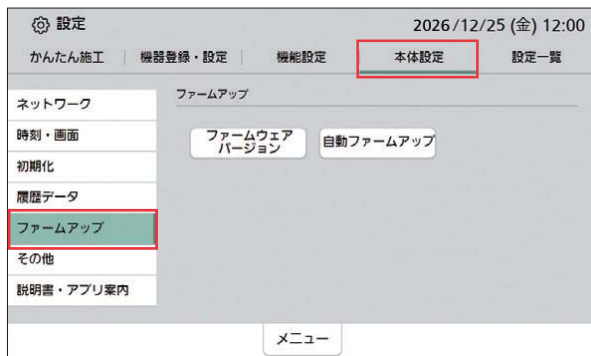 設定
2026/12/25 (金) 12:00
かんたん施工
機器登録・設定
機能設定
本体設定
設定一覧
ネットワーク
時刻・画面
初期化
履歴データ
ファームアップ
その他
説明書・アプリ案内
ファームアップ
ファームウェア
バージョン
自動ファームアップ
メニュー